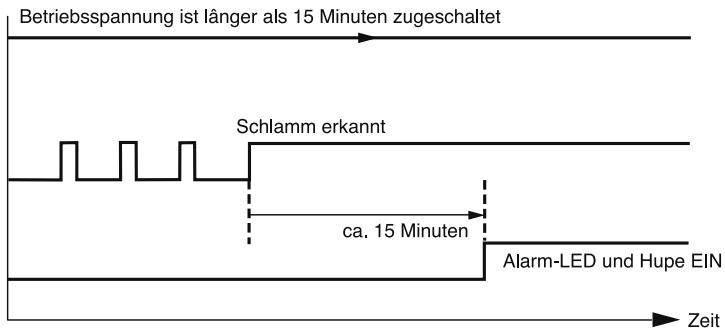 Betriebsspannung ist länger als 15 Minuten zugeschaltet
Schlamm erkannt
ca. 15 Minuten
Alarm-LED und Hupe EIN
Zeit